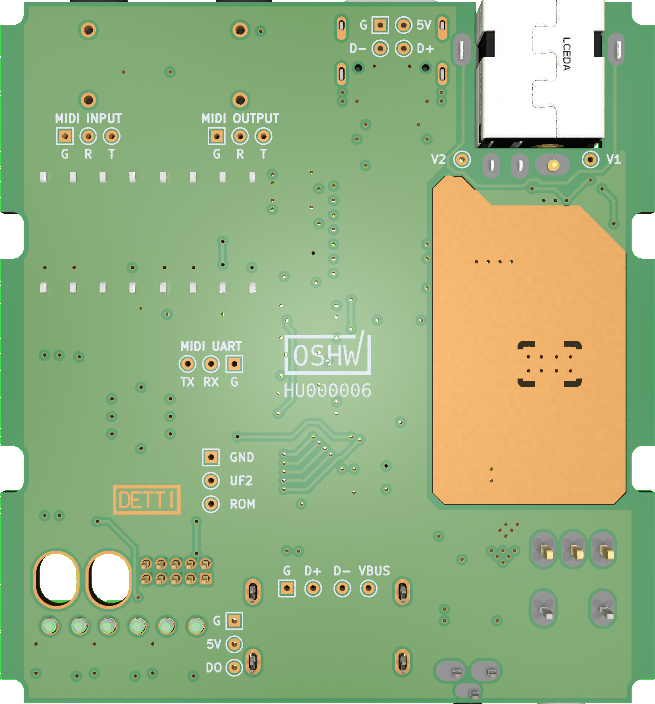 G 5V
D- D+
LCEDA
MIDI INPUT MIDI OUTPUT
G R T G R T
V2 V1
MIDI UART
TX RX G
OSHW
HU000006
GND
UF2
ROM
DETTI
G D+ D- VBUS
G
5V
DO